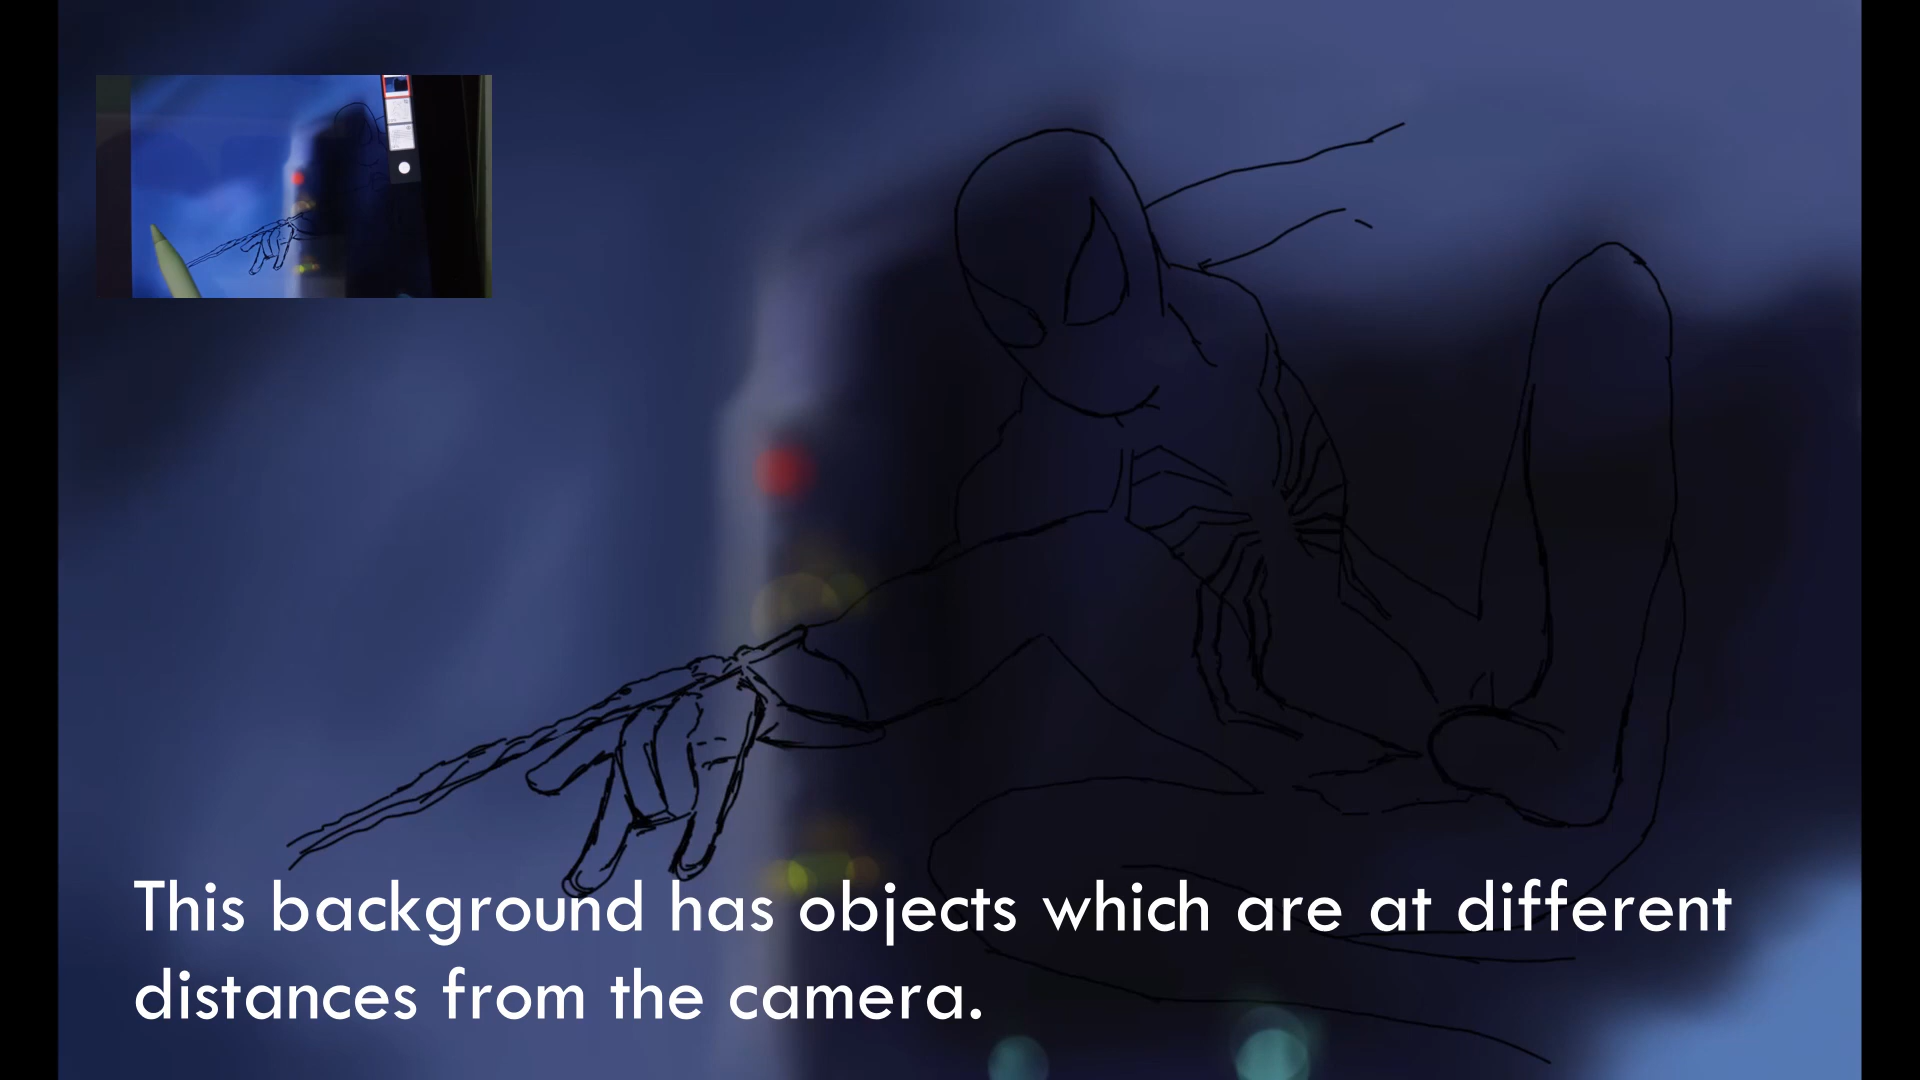 This background has objects which are at different
distances from the camera.